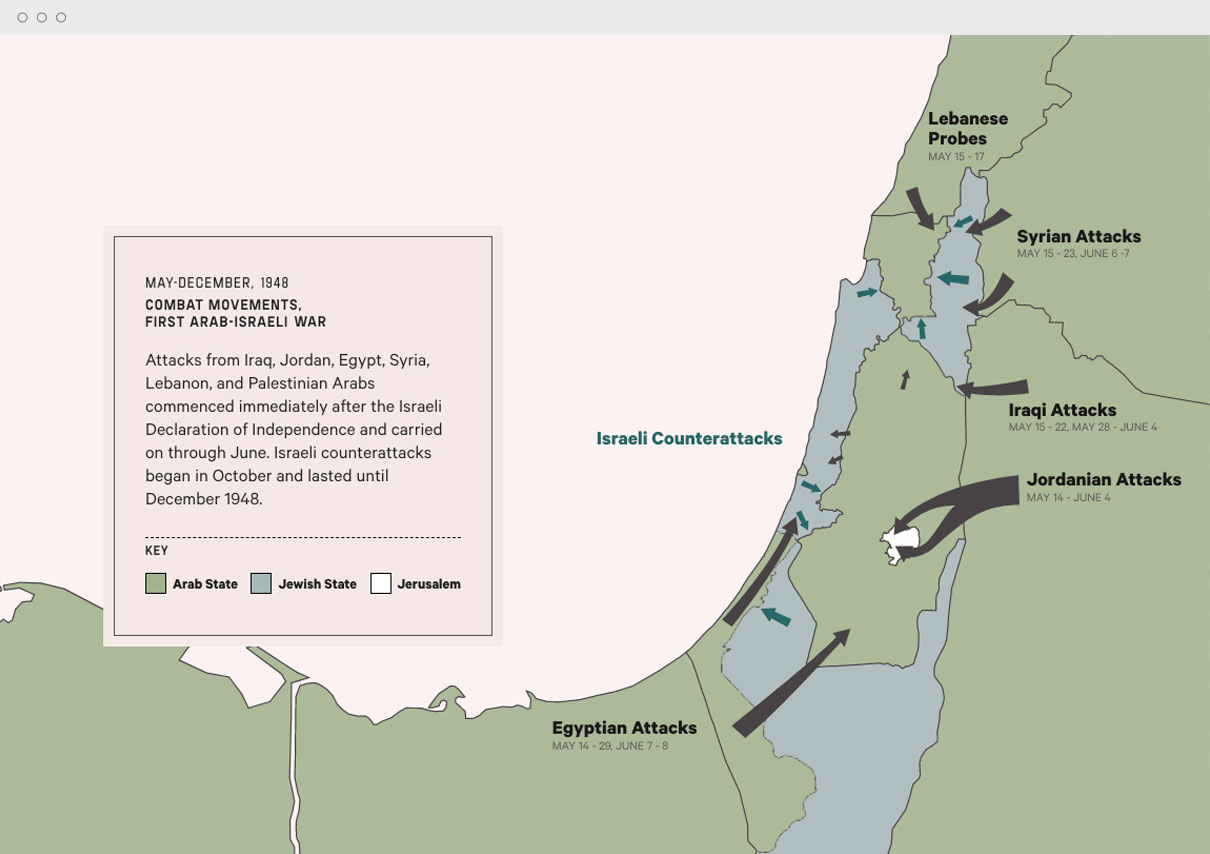 Lebanese
Probes
MAY 15 - 17
Syrian Attacks
MAY 15 - 23, JUNE 6 -7
MAY-DECEMBER, 1948
COMBAT MOVEMENTS,
FIRST ARAB-ISRAELI WAR
Attacks from Iraq, Jordan, Egypt, Syria,
Lebanon, and Palestinian Arabs
commenced immediately after the Israeli
Declaration of Independence and carried
on through June. Israeli counterattacks
began in October and lasted until
December 1948.
KEY
Arab State
Jewish State
Jerusalem
Iraqi Attacks
MAY 15 - 22, MAY 28 - JUNE 4
Israeli Counterattacks
Jordanian Attacks
MAY 14 - JUNE 4
Egyptian Attacks
MAY 14 - 29, JUNE 7 - 8